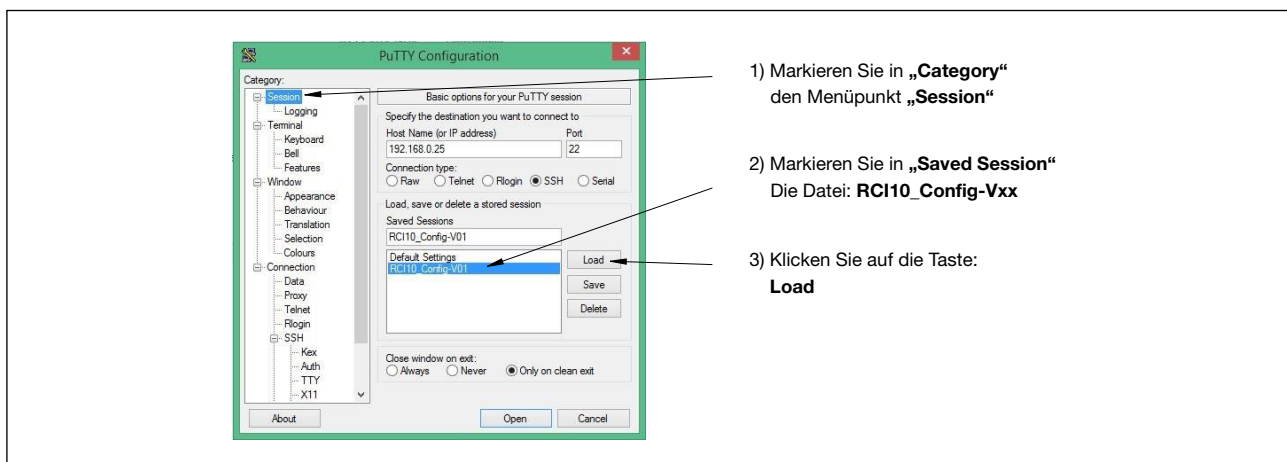 PuTTY Configuration
Category:
Session
Logging
Terminal
Keyboard
Bell
Features
Window
Appearance
Behaviour
Translation
Selection
Colours
Connection
Data
Proxy
Telnet
Rlogin
SSH
Kex
Auth
TTY
X11
Basic options for your PuTTY session
Specify the destination you want to connect to
Host Name (or IP address) Port
192.168.0.25 22
Connection type:
Raw Telnet Rlogin SSH Serial
Load, save or delete a stored session
Saved Sessions
RCI10_Config-V01
Default Settings
RCI10_Config-V01
Load
Save
Delete
Close window on exit:
Always Never Only on clean exit
About Open Cancel
1) Markieren Sie in „Category“
den Menüpunkt „Session“
2) Markieren Sie in „Saved Session“
Die Datei: RCI10_Config-Vxx
3) Klicken Sie auf die Taste:
Load